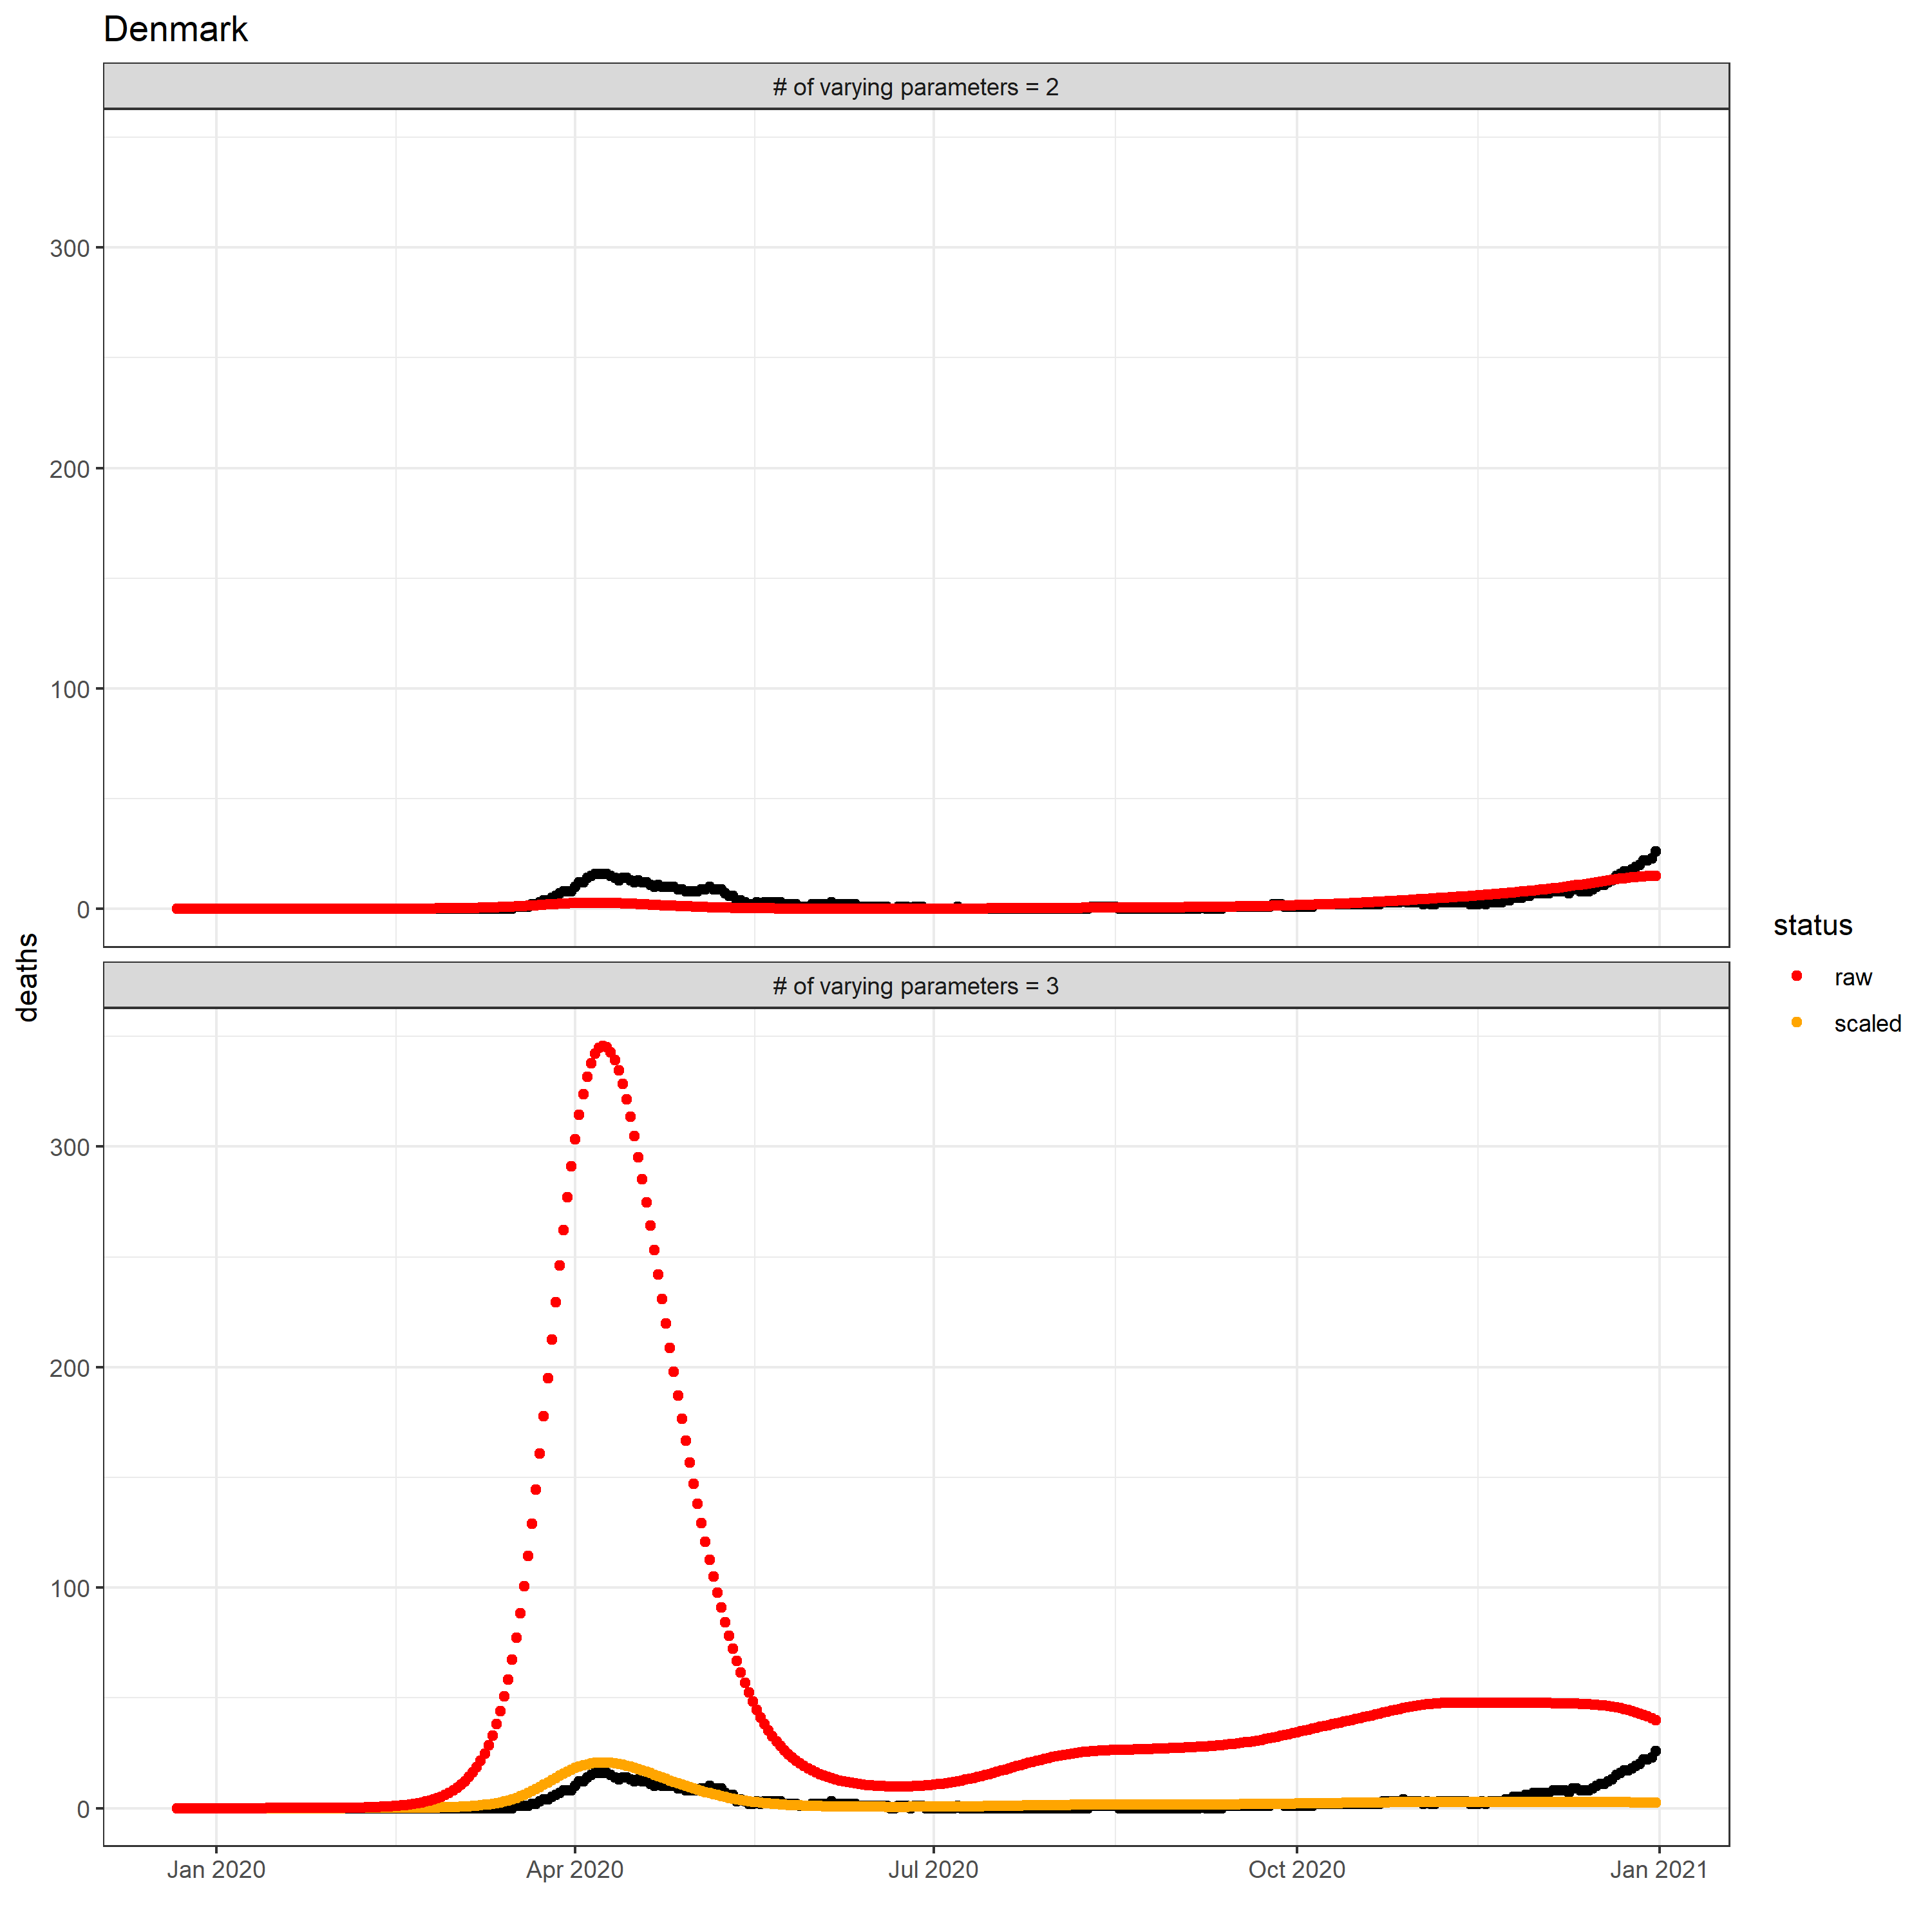 Denmark
# of varying parameters = 2
300
200
100
0
deaths
# of varying parameters = 3
300
200
100
0
Jan 2020
Apr 2020
Jul 2020
Oct 2020
Jan 2021
status
raw
scaled